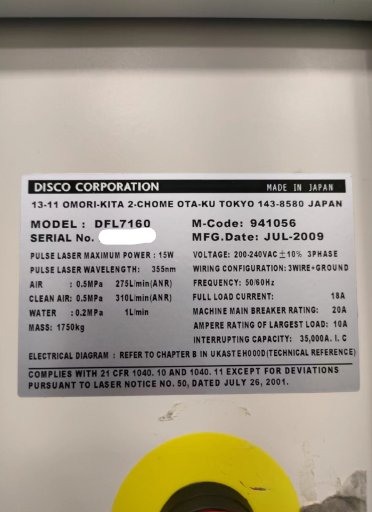 DISCO CORPORATION MADE IN JAPAN
13-11 OMORI-KITA 2-CHOME OTA-KU TOKYO 143-8580 JAPAN
MODEL : DFL7160 M-Code: 941056
SERIAL No. MFG.Date: JUL-2009
PULSE LASER MAXIMUM POWER : 15W VOLTAGE: 200-240VAC ±10% 3PHASE
PULSE LASER WAVELENGTH: 355nm WIRING CONFIGURATION: 3WIRE+GROUND
AIR : 0.5MPa 275L/min(ANR) FREQUENCY: 50/60Hz
CLEAN AIR: 0.5MPa 310L/min(ANR) FULL LOAD CURRENT: 18A
WATER : 0.2MPa 1L/min MACHINE MAIN BREAKER RATING: 20A
MASS: 1750kg AMPERE RATING OF LARGEST LOAD: 10A
INTERRUPTING CAPACITY: 35,000A. I. C
ELECTRICAL DIAGRAM : REFER TO CHAPTER B IN UKASTEH000D(TECHNICAL REFERENCE)
COMPLIES WITH 21 CFR 1040. 10 AND 1040. 11 EXCEPT FOR DEVIATIONS
PURSUANT TO LASER NOTICE NO. 50, DATED JULY 26, 2001.